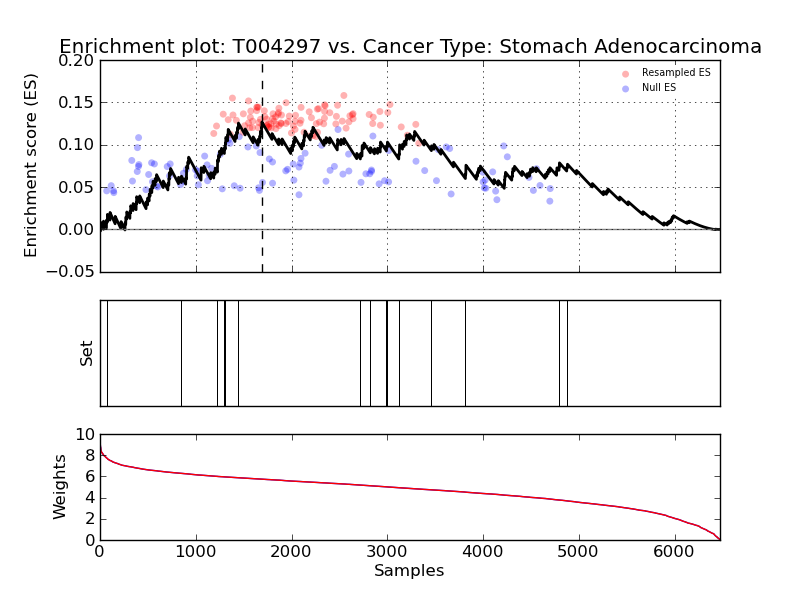 Enrichment plot: T004297 vs. Cancer Type: Stomach Adenocarcinoma
0.20
0.15
0.10
0.05
0.00
−0.05
Enrichment score (ES)
Resampled ES
Null ES
Set
10
8
6
4
2
0
Weights
0 1000 2000 3000 4000 5000 6000
Samples